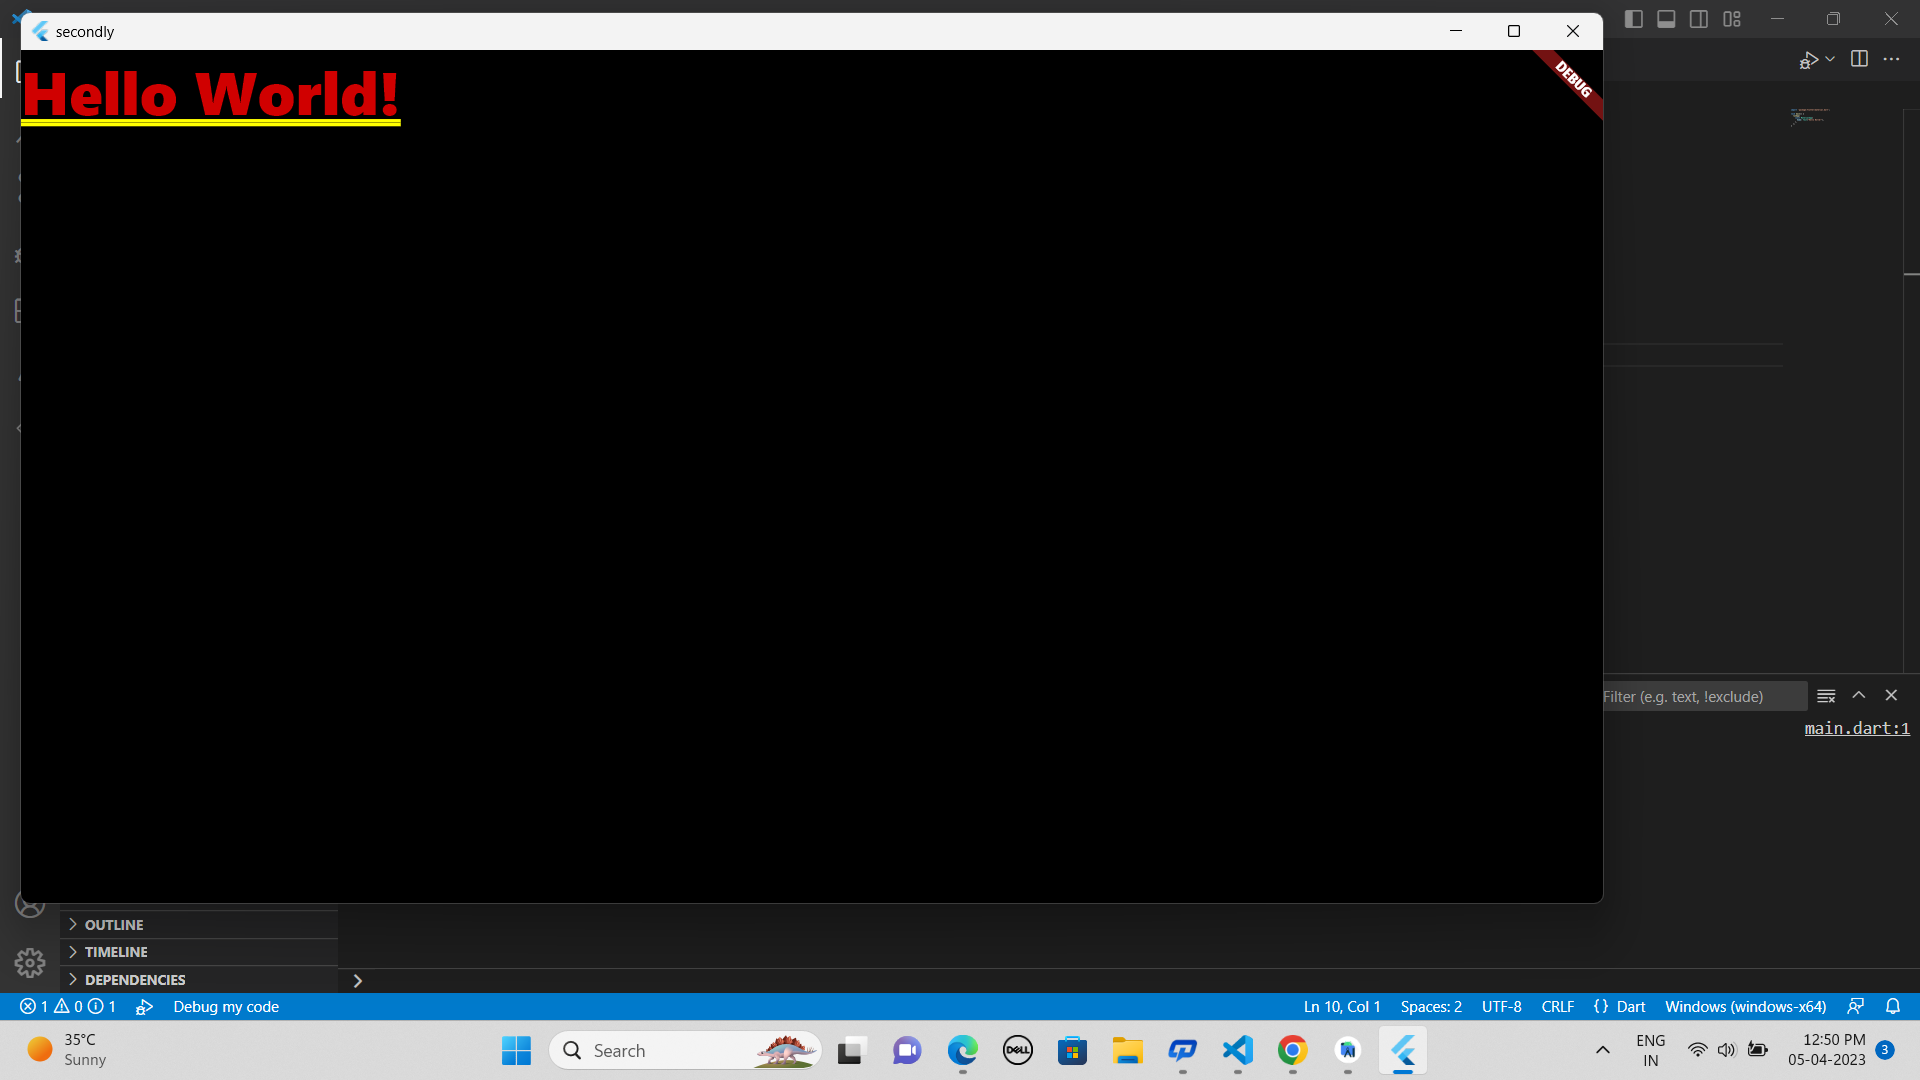 secondly
Hello World!
DEBUG
Filter (e.g. text, !exclude)
main.dart:1
OUTLINE
TIMELINE
DEPENDENCIES
1 0 1 Debug my code
Ln 10, Col 1 Spaces: 2 UTF-8 CRLF {} Dart Windows (windows-x64)
35°C
Sunny
Search
DELL
ENG
IN
12:50 PM
05-04-2023
3